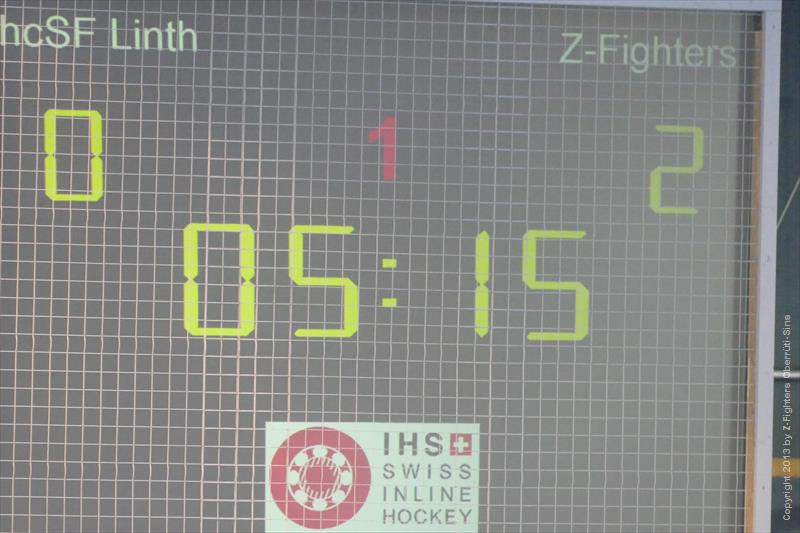 hcSF Linth
Z-Fighters
0
1
2
05:15
IHS
SWISS
INLINE
HOCKEY
Copyright 2013 by Z-Fighters Oberrüti-Sins